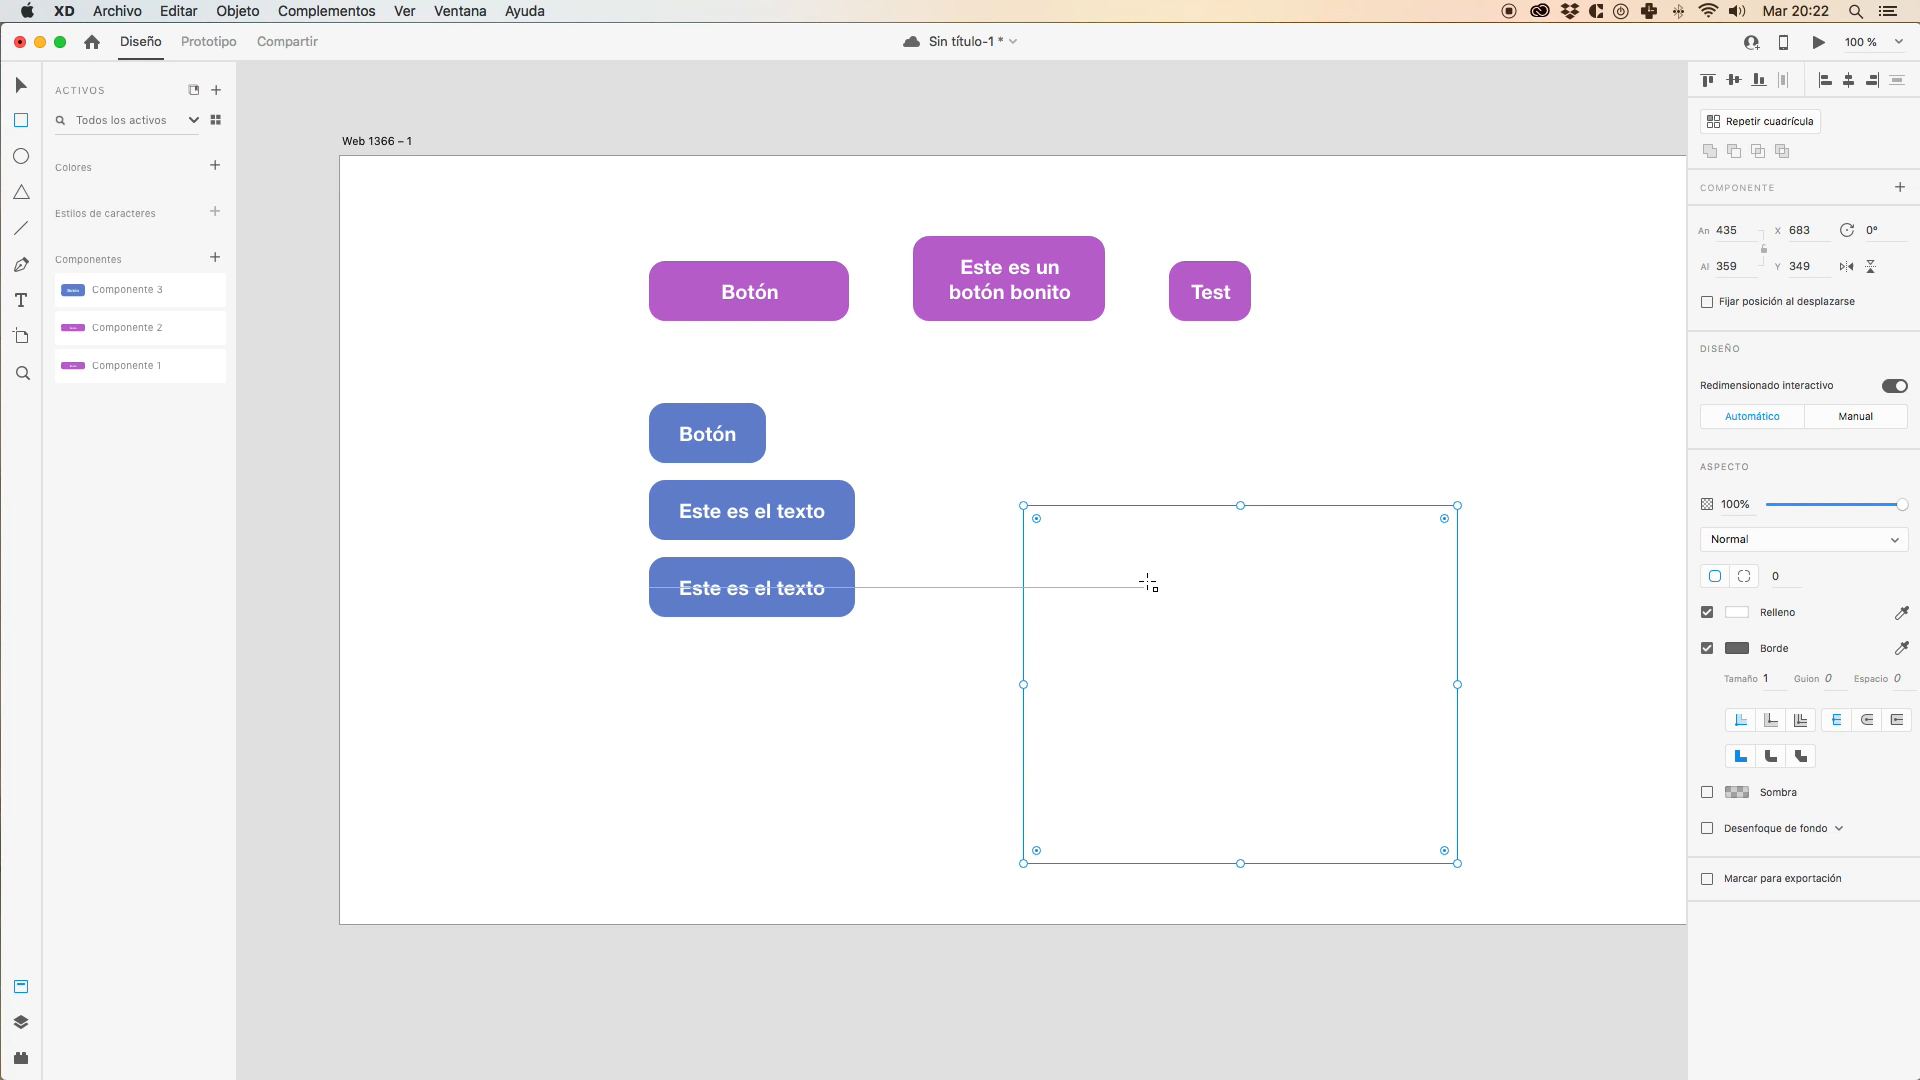 XD Archivo Editar Objeto Complementos Ver Ventana Ayuda Mar 20:22
Diseño Prototipo Compartir Sin título-1 * 100 %
ACTIVOS
Todos los activos
Colores
Estilos de caracteres
Componentes
Componente 3
Componente 2
Componente 1
Web 1366 – 1
Botón
Este es un
botón bonito
Test
Botón
Este es el texto
Este es el texto
Repetir cuadrícula
COMPONENTE
An 435 X 683 0°
Al 359 Y 349
Fijar posición al desplazarse
DISEÑO
Redimensionado interactivo
Automático Manual
ASPECTO
100%
Normal
0
Relleno
Borde
Tamaño 1 Guion 0 Espacio 0
Sombra
Desenfoque de fondo
Marcar para exportación